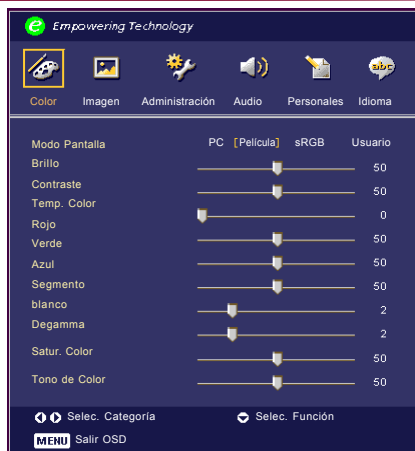 e Empowering Technology
Color Imagen Administración Audio Personales abc Idioma
Modo Pantalla PC [Película] sRGB Usuario
Brillo 50
Contraste 50
Temp. Color 0
Rojo 50
Verde 50
Azul 50
Segmento
blanco 2
Degamma 2
Satur. Color 50
Tono de Color 50
Selec. Categoría Selec. Función
MENU Salir OSD